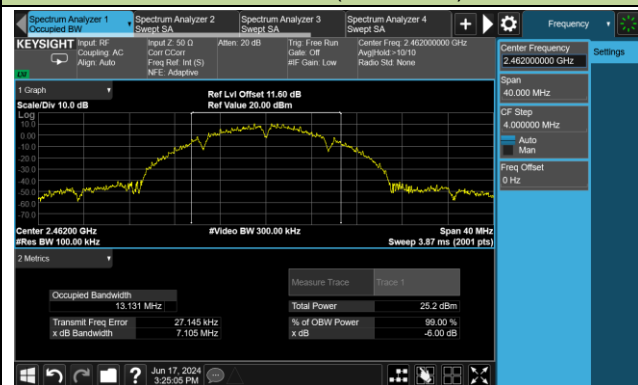 Spectrum Analyzer 1
Occupied BW
Spectrum Analyzer 2
Swept SA
Spectrum Analyzer 3
Swept SA
Spectrum Analyzer 4
Swept SA
Frequency
KEYSIGHT
Input: RF
Coupling: AC
Align: Auto
Input Z: 50 Ω
Corr CCorr
Freq Ref: Int (S)
NFE: Adaptive
Atten: 20 dB
Trig: Free Run
Gate: Off
#IF Gain: Low
Center Freq: 2.462000000 GHz
Avg|Hold:>10/10
Radio Std: None
Center Frequency
2.462000000 GHz
Settings
Span
40.000 MHz
CF Step
4.000000 MHz
Auto
Man
Freq Offset
0 Hz
1 Graph
Scale/Div 10.0 dB
Ref Lvl Offset 11.60 dB
Ref Value 20.00 dBm
Log
10.0
0.00
-10.0
-20.0
-30.0
-40.0
-50.0
-60.0
-70.0
Center 2.46200 GHz
#Res BW 100.00 kHz
#Video BW 300.00 kHz
Span 40 MHz
Sweep 3.87 ms (2001 pts)
2 Metrics
Measure Trace
Trace 1
Occupied Bandwidth
13.131 MHz
Total Power
25.2 dBm
Transmit Freq Error
27.145 kHz
% of OBW Power
99.00 %
x dB Bandwidth
7.105 MHz
x dB
-6.00 dB
?
Jun 17, 2024
3:25:05 PM